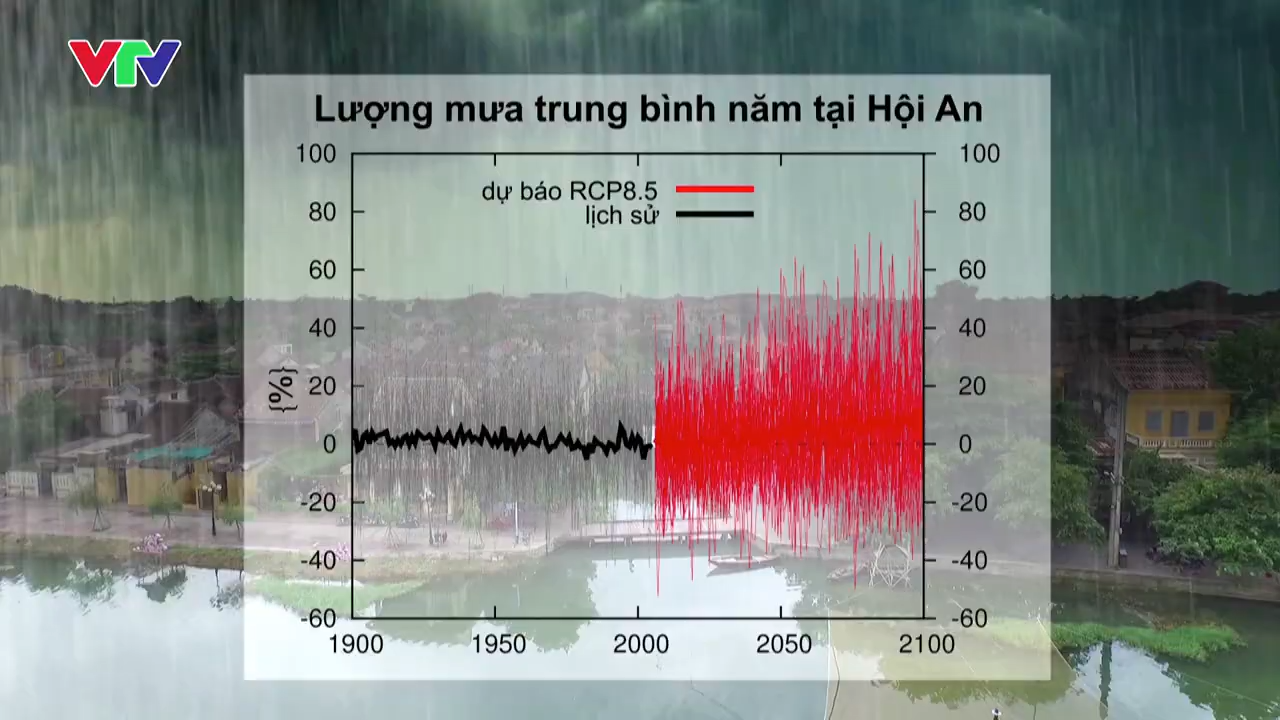 VTV
Lượng mưa trung bình năm tại Hội An
100 100
dự báo RCP8.5
80 80
lịch sử
60 60
40 40
{%}
20 20
0 0
-20 -20
-40 -40
-60 -60
1900 1950 2000 2050 2100